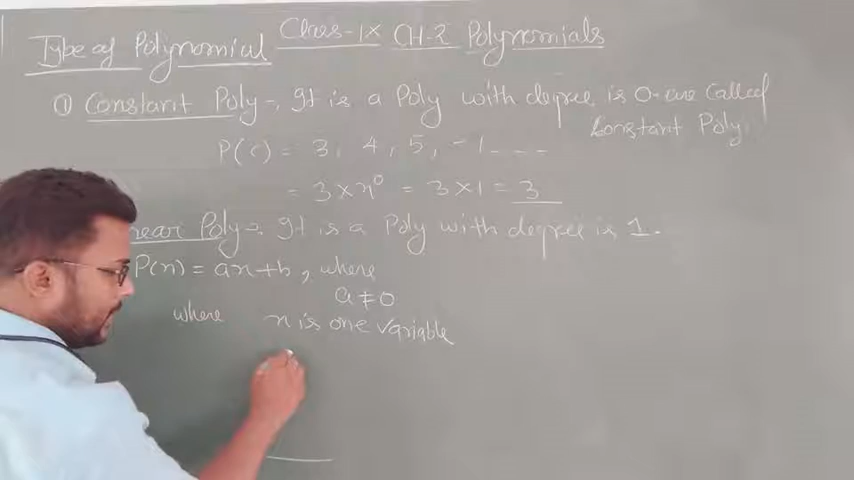 Type of Polynomial Class-IX CH-2 Polynomials
① Constant Poly-: It is a Poly with degree is 0 are Called Constant Poly.
P(c) = 3, 4, 5, -1 ----
= 3×x⁰ = 3×1 = 3
near Poly-: It is a Poly with degree is 1.
P(x) = ax+b, where
a≠0
where x is one variable